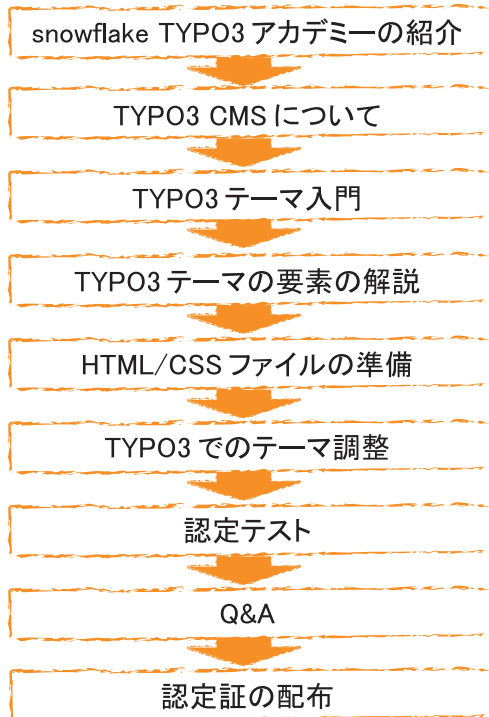 snowflake TYPO3 アカデミーの紹介
TYPO3 CMS について
TYPO3 テーマ入門
TYPO3 テーマの要素の解説
HTML/CSS ファイルの準備
TYPO3 でのテーマ調整
認定テスト
Q&A
認定証の配布